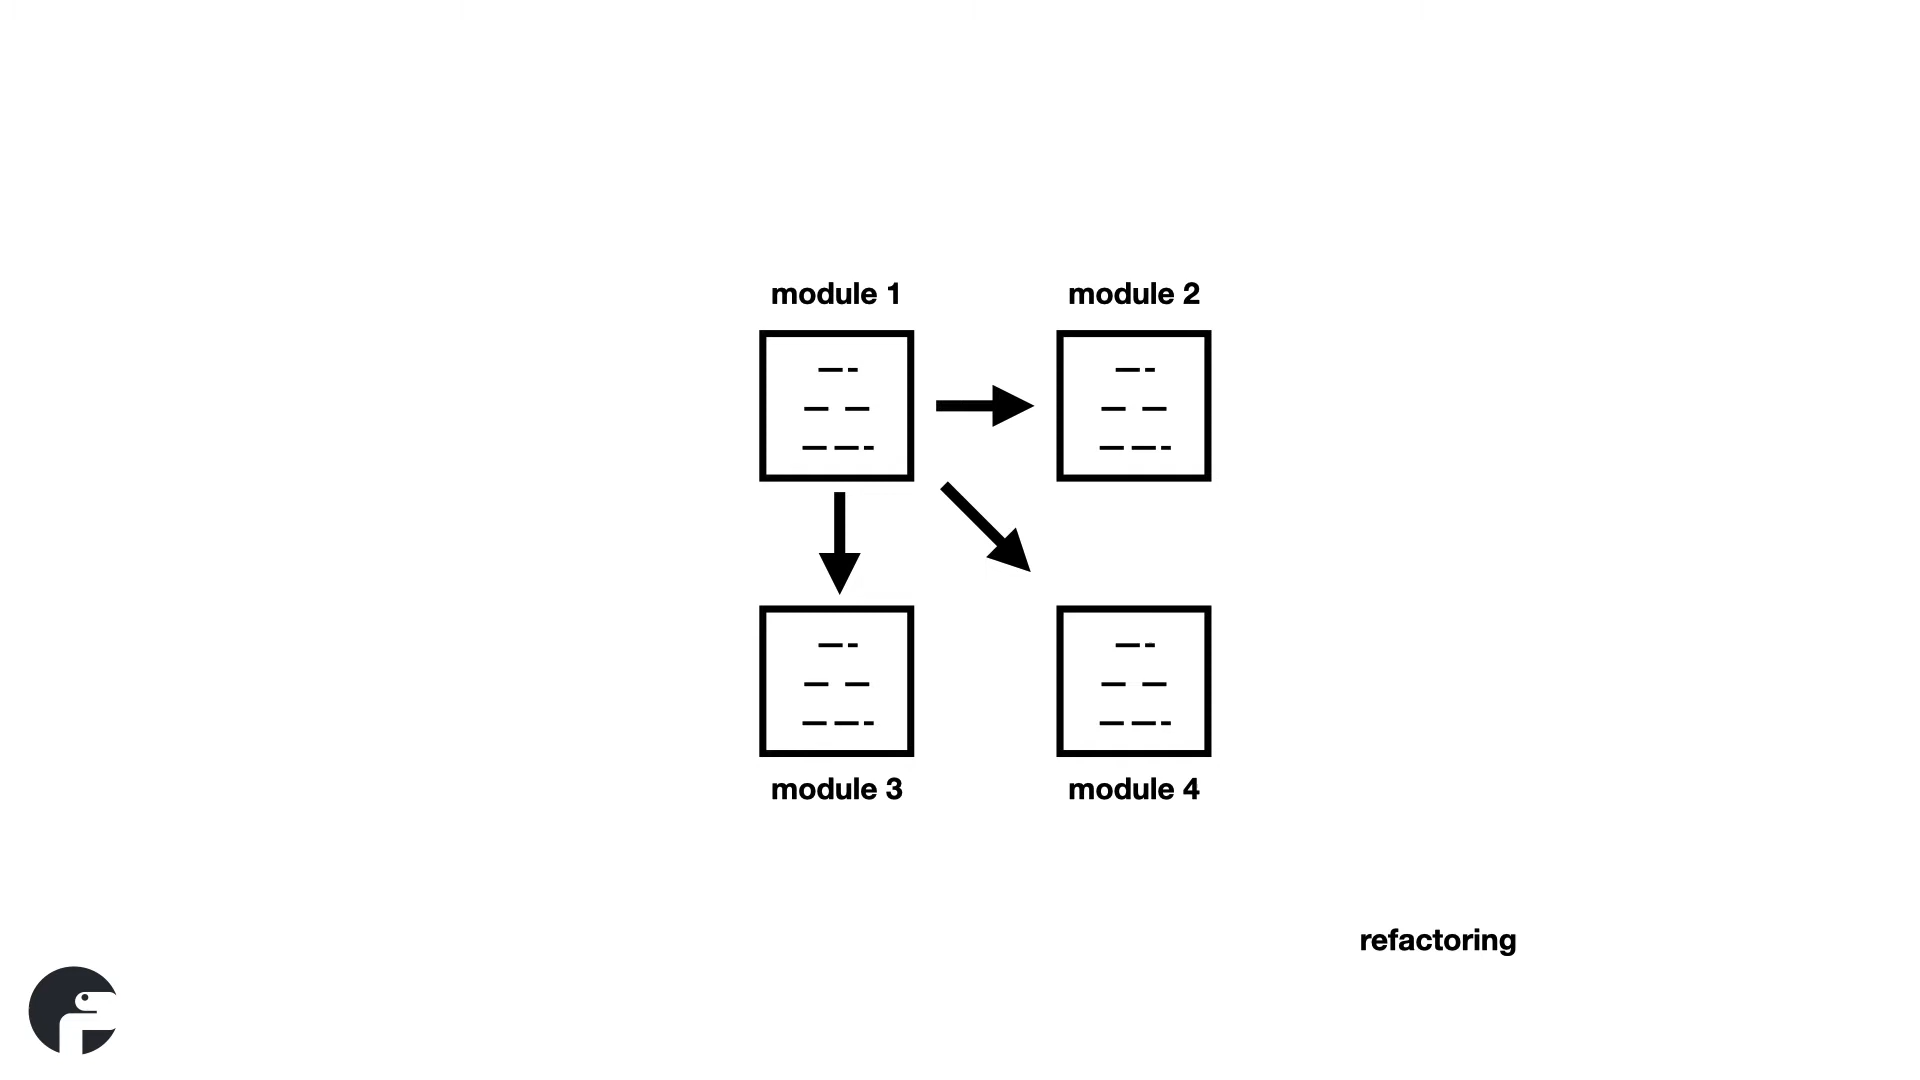 module 1
module 2
module 3
module 4
refactoring